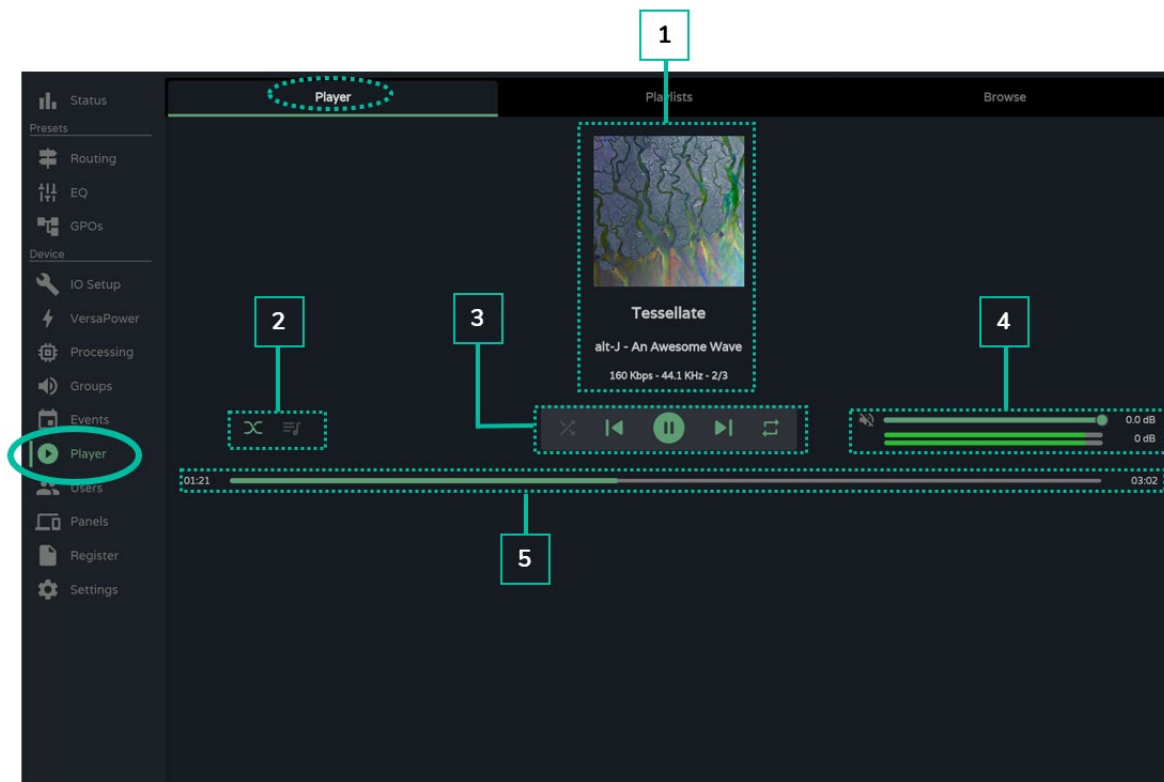 1
Status
Player
Playlists
Browse
Presets
Routing
EQ
GPOs
Device
IO Setup
VersaPower
Processing
Groups
Events
Player
Users
Panels
Register
Settings
Tessellate
alt-J - An Awesome Wave
160 Kbps - 44.1 KHz - 2/3
2
3
4
0.0 dB
0 dB
01:21
03:02
5